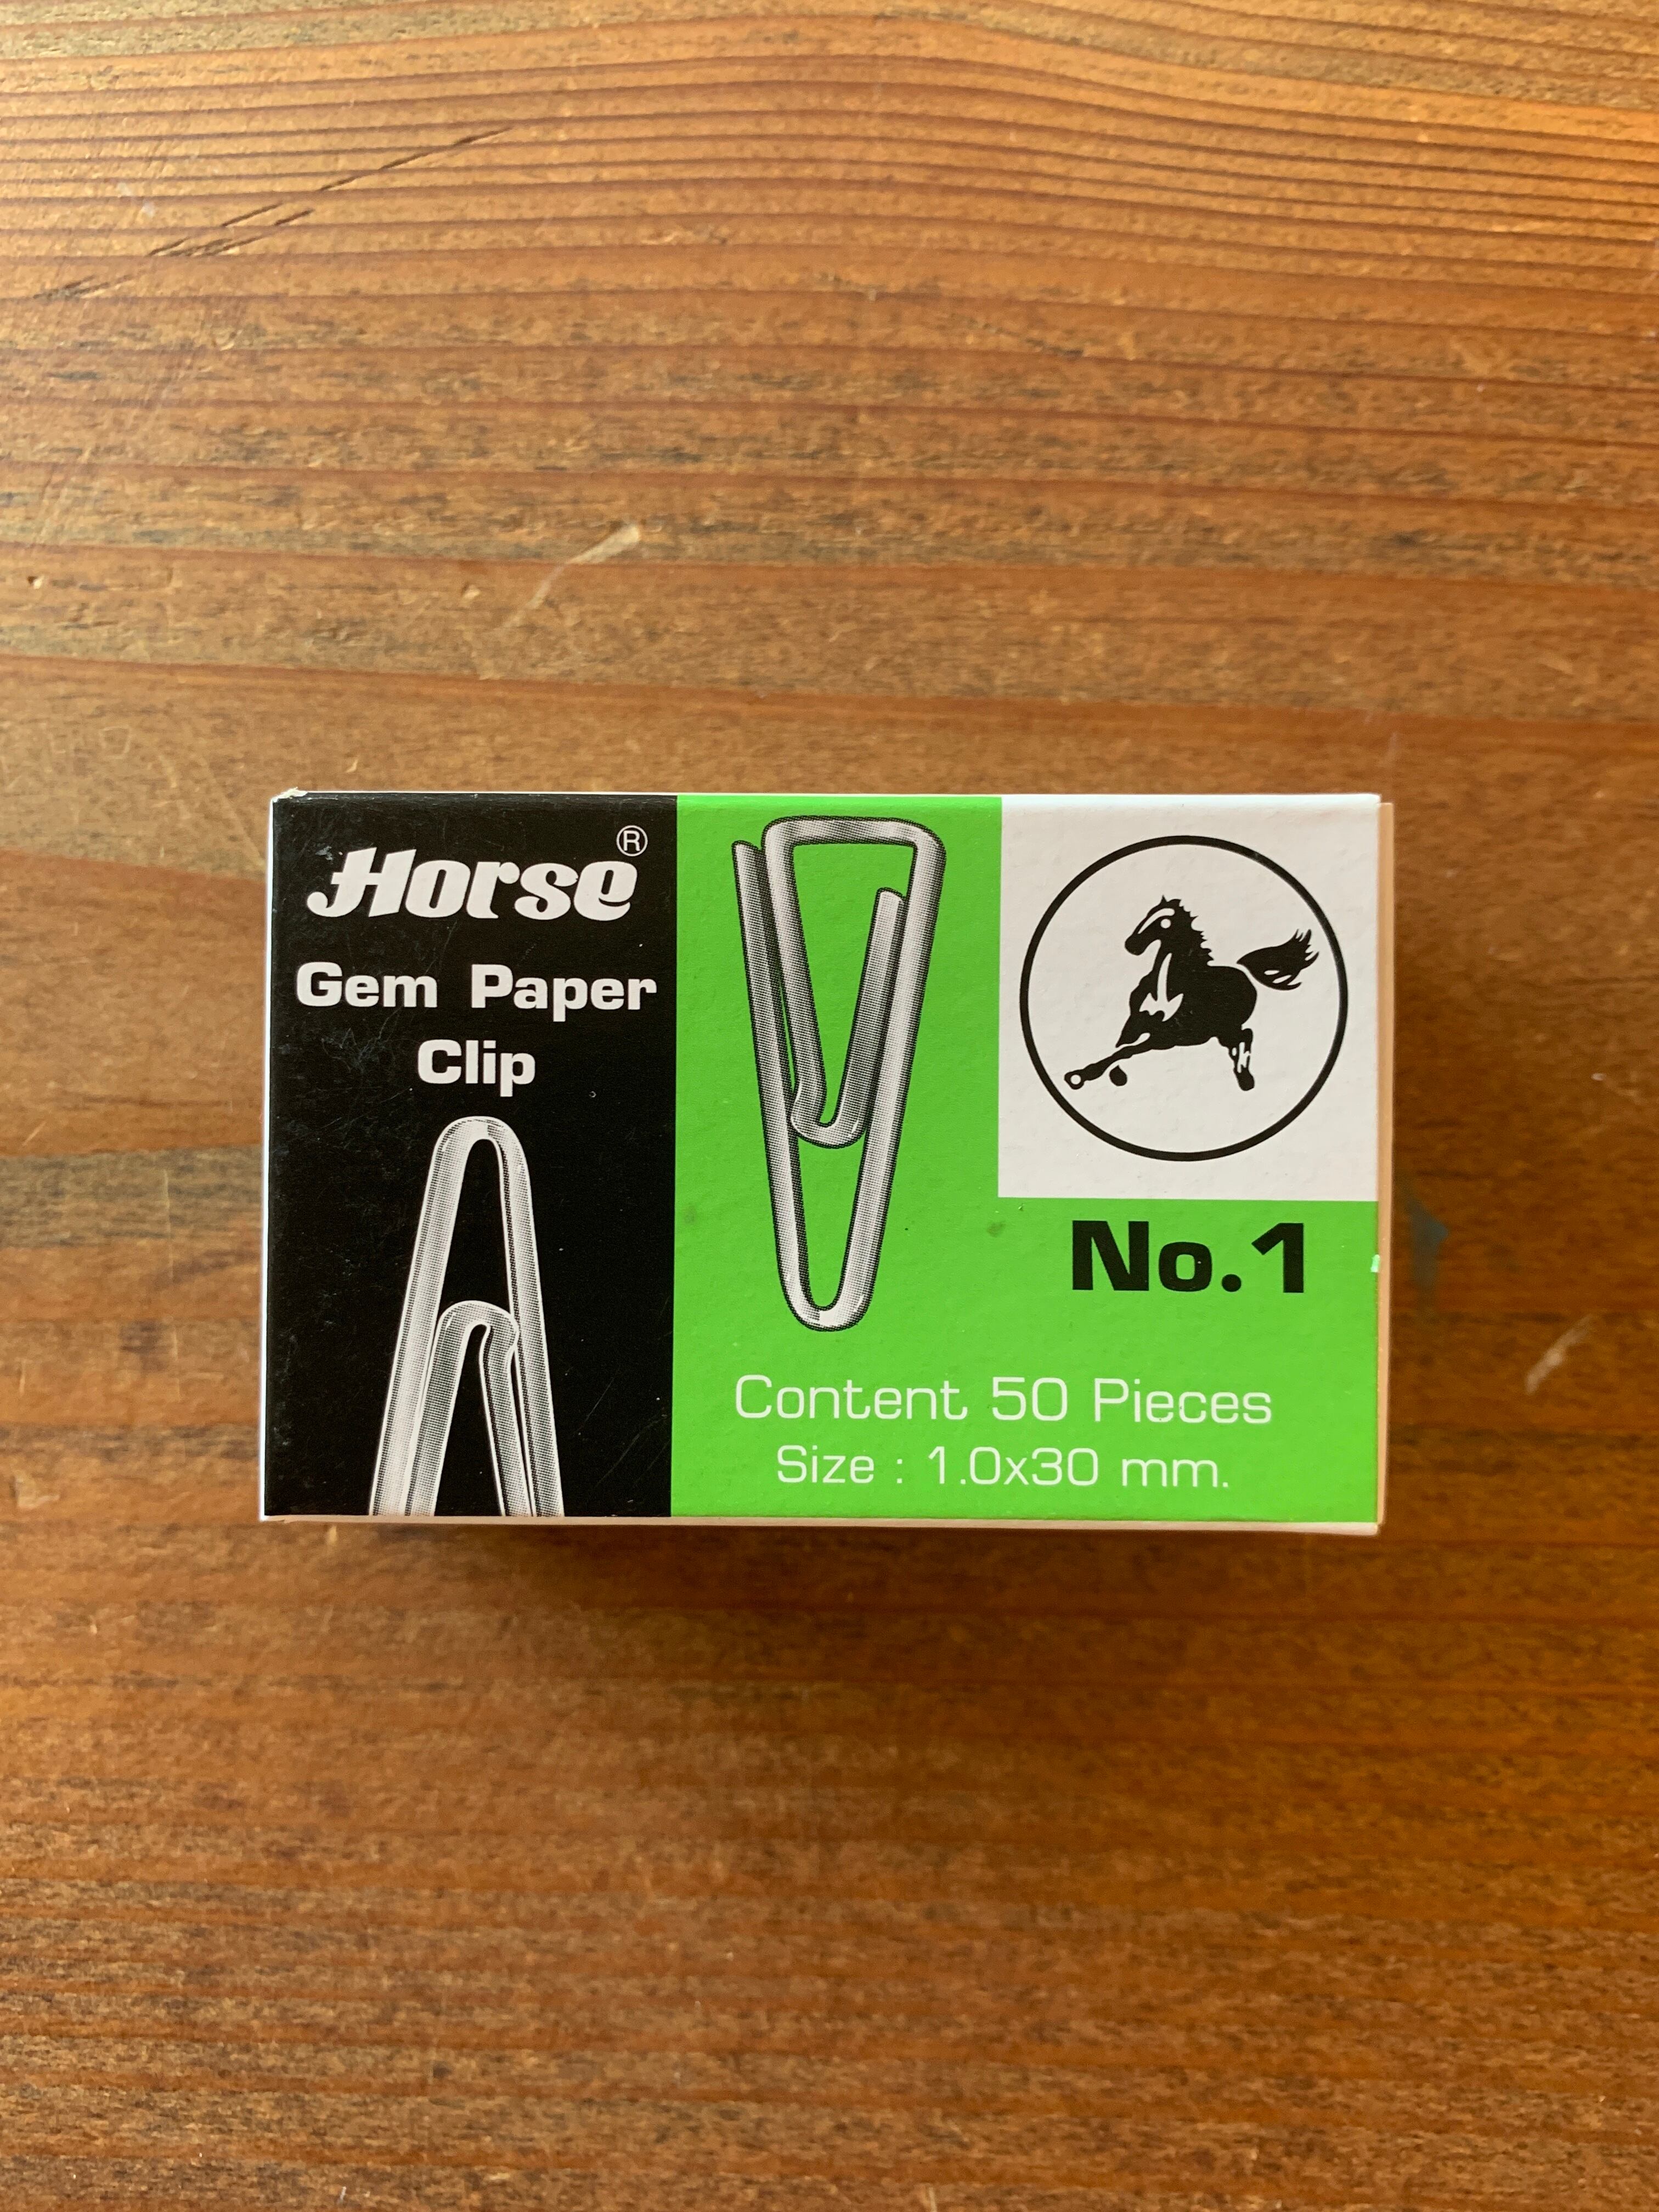 Horse®
Gem Paper
Clip
No.1
Content 50 Pieces
Size : 1.0x30 mm.